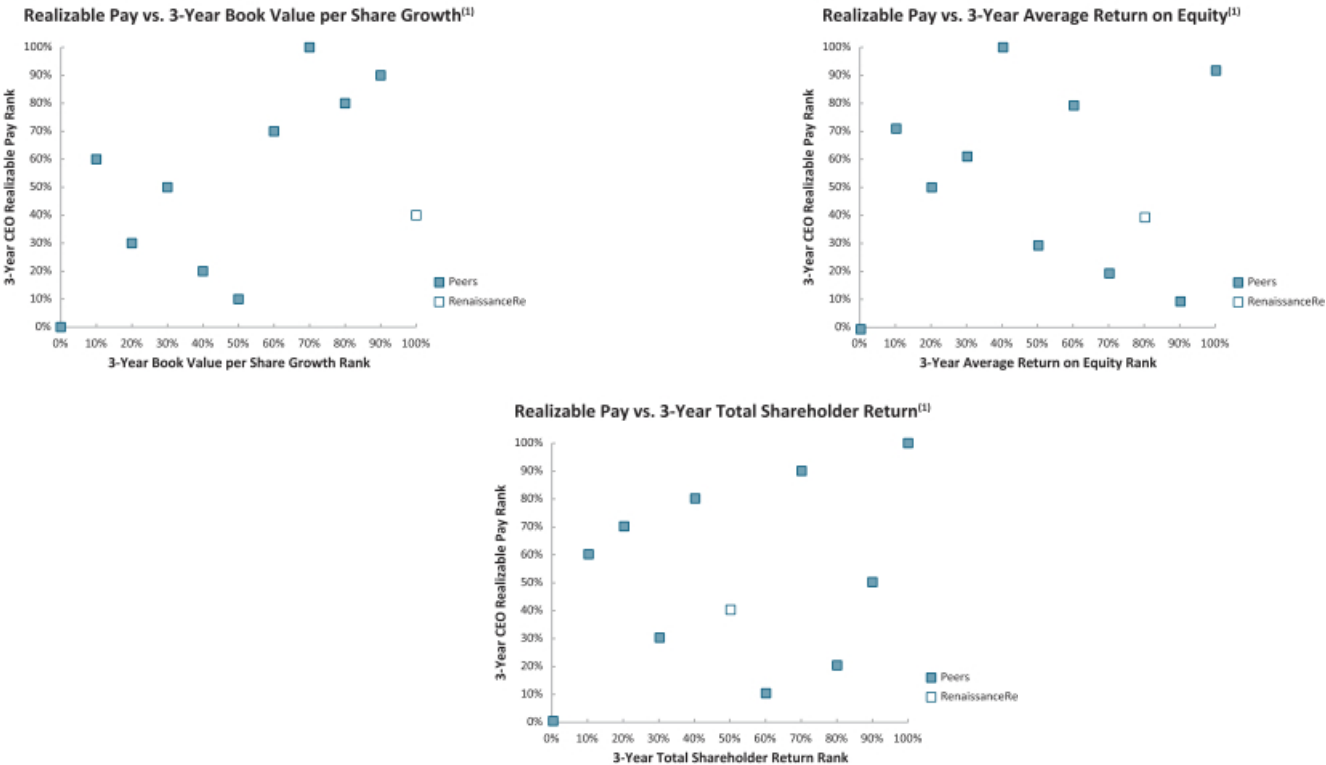 Realizable Pay vs. 3-Year Book Value per Share Growth(1)
3-Year CEO Realizable Pay Rank
100%
90%
80%
70%
60%
50%
40%
30%
20%
10%
0%
0% 10% 20% 30% 40% 50% 60% 70% 80% 90% 100%
3-Year Book Value per Share Growth Rank
Peers
RenaissanceRe
Realizable Pay vs. 3-Year Average Return on Equity(1)
3-Year CEO Realizable Pay Rank
100%
90%
80%
70%
60%
50%
40%
30%
20%
10%
0%
0% 10% 20% 30% 40% 50% 60% 70% 80% 90% 100%
3-Year Average Return on Equity Rank
Peers
RenaissanceRe
Realizable Pay vs. 3-Year Total Shareholder Return(1)
3-Year CEO Realizable Pay Rank
100%
90%
80%
70%
60%
50%
40%
30%
20%
10%
0%
0% 10% 20% 30% 40% 50% 60% 70% 80% 90% 100%
3-Year Total Shareholder Return Rank
Peers
RenaissanceRe